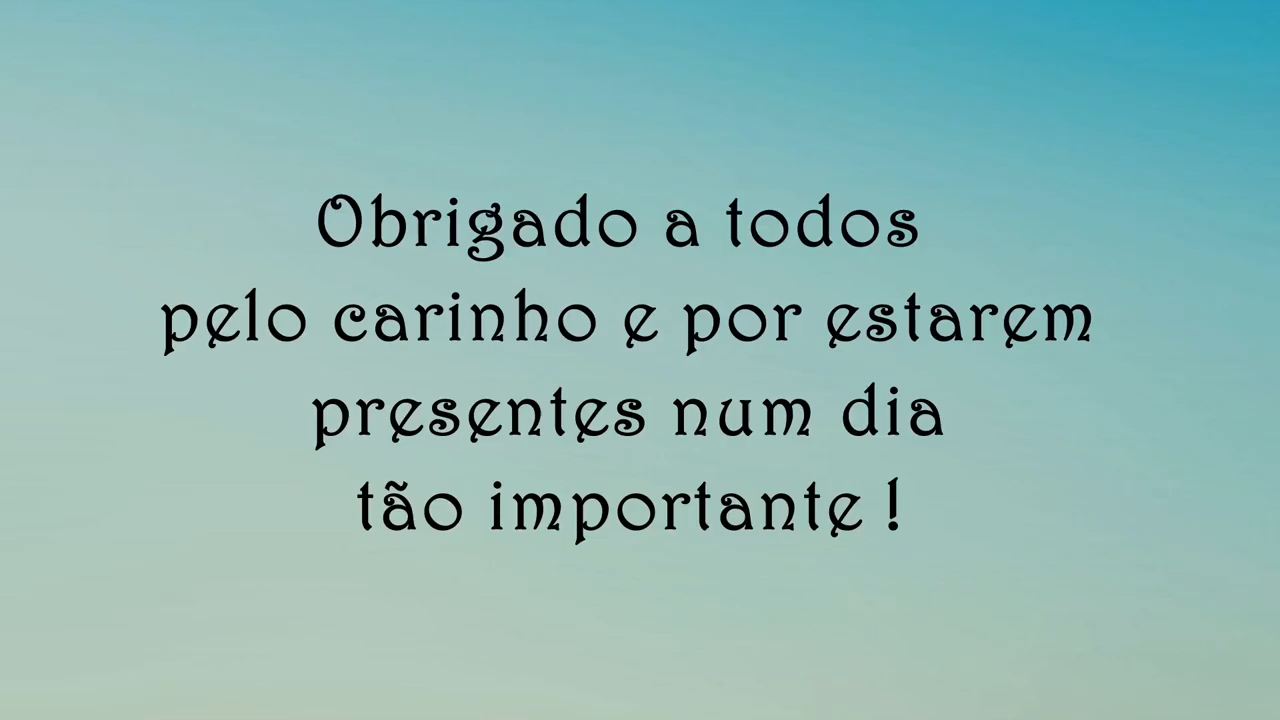 Obrigado a todos
pelo carinho e por estarem
presentes num dia
tão importante !